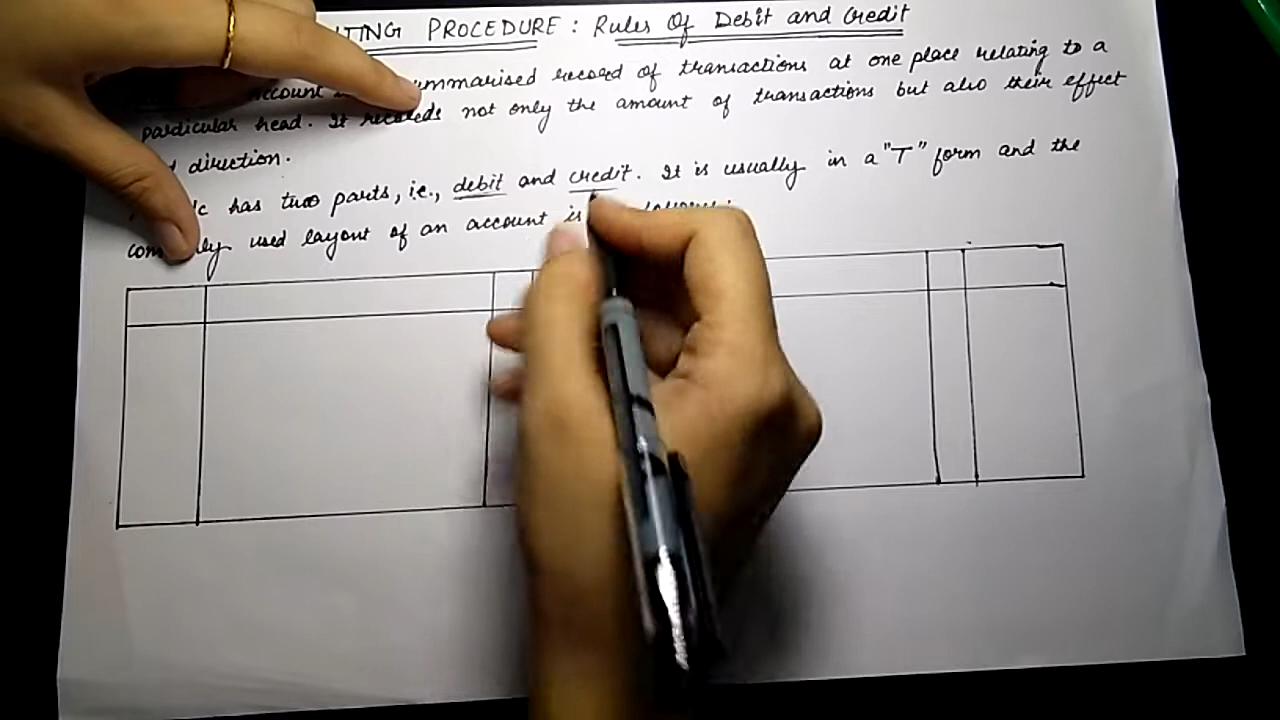 PROCEDURE : Rules Of Debit and Credit
account summarised record of transactions at one place relating to a
particular head. It records not only the amount of transactions but also their effect
direction.
has two parts, i.e., debit and credit. It is usually in a "T" form and the
used layout of an account is